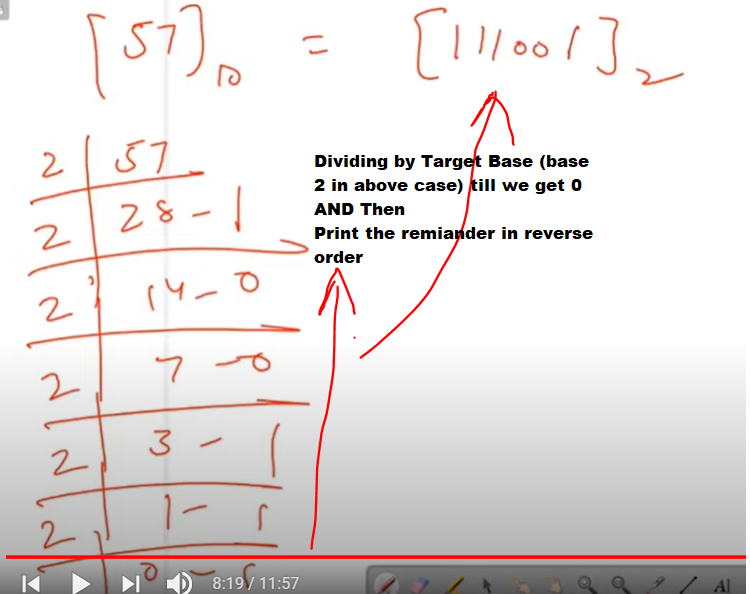 [57]10 = [111001]2
2 | 57
2 | 28 - 1
2 | 14 - 0
2 | 7 - 0
2 | 3 - 1
2 | 1 - 1
0 - 1
Dividing by Target Base (base
2 in above case) till we get 0
AND Then
Print the remiander in reverse
order
8:19 / 11:57
AI